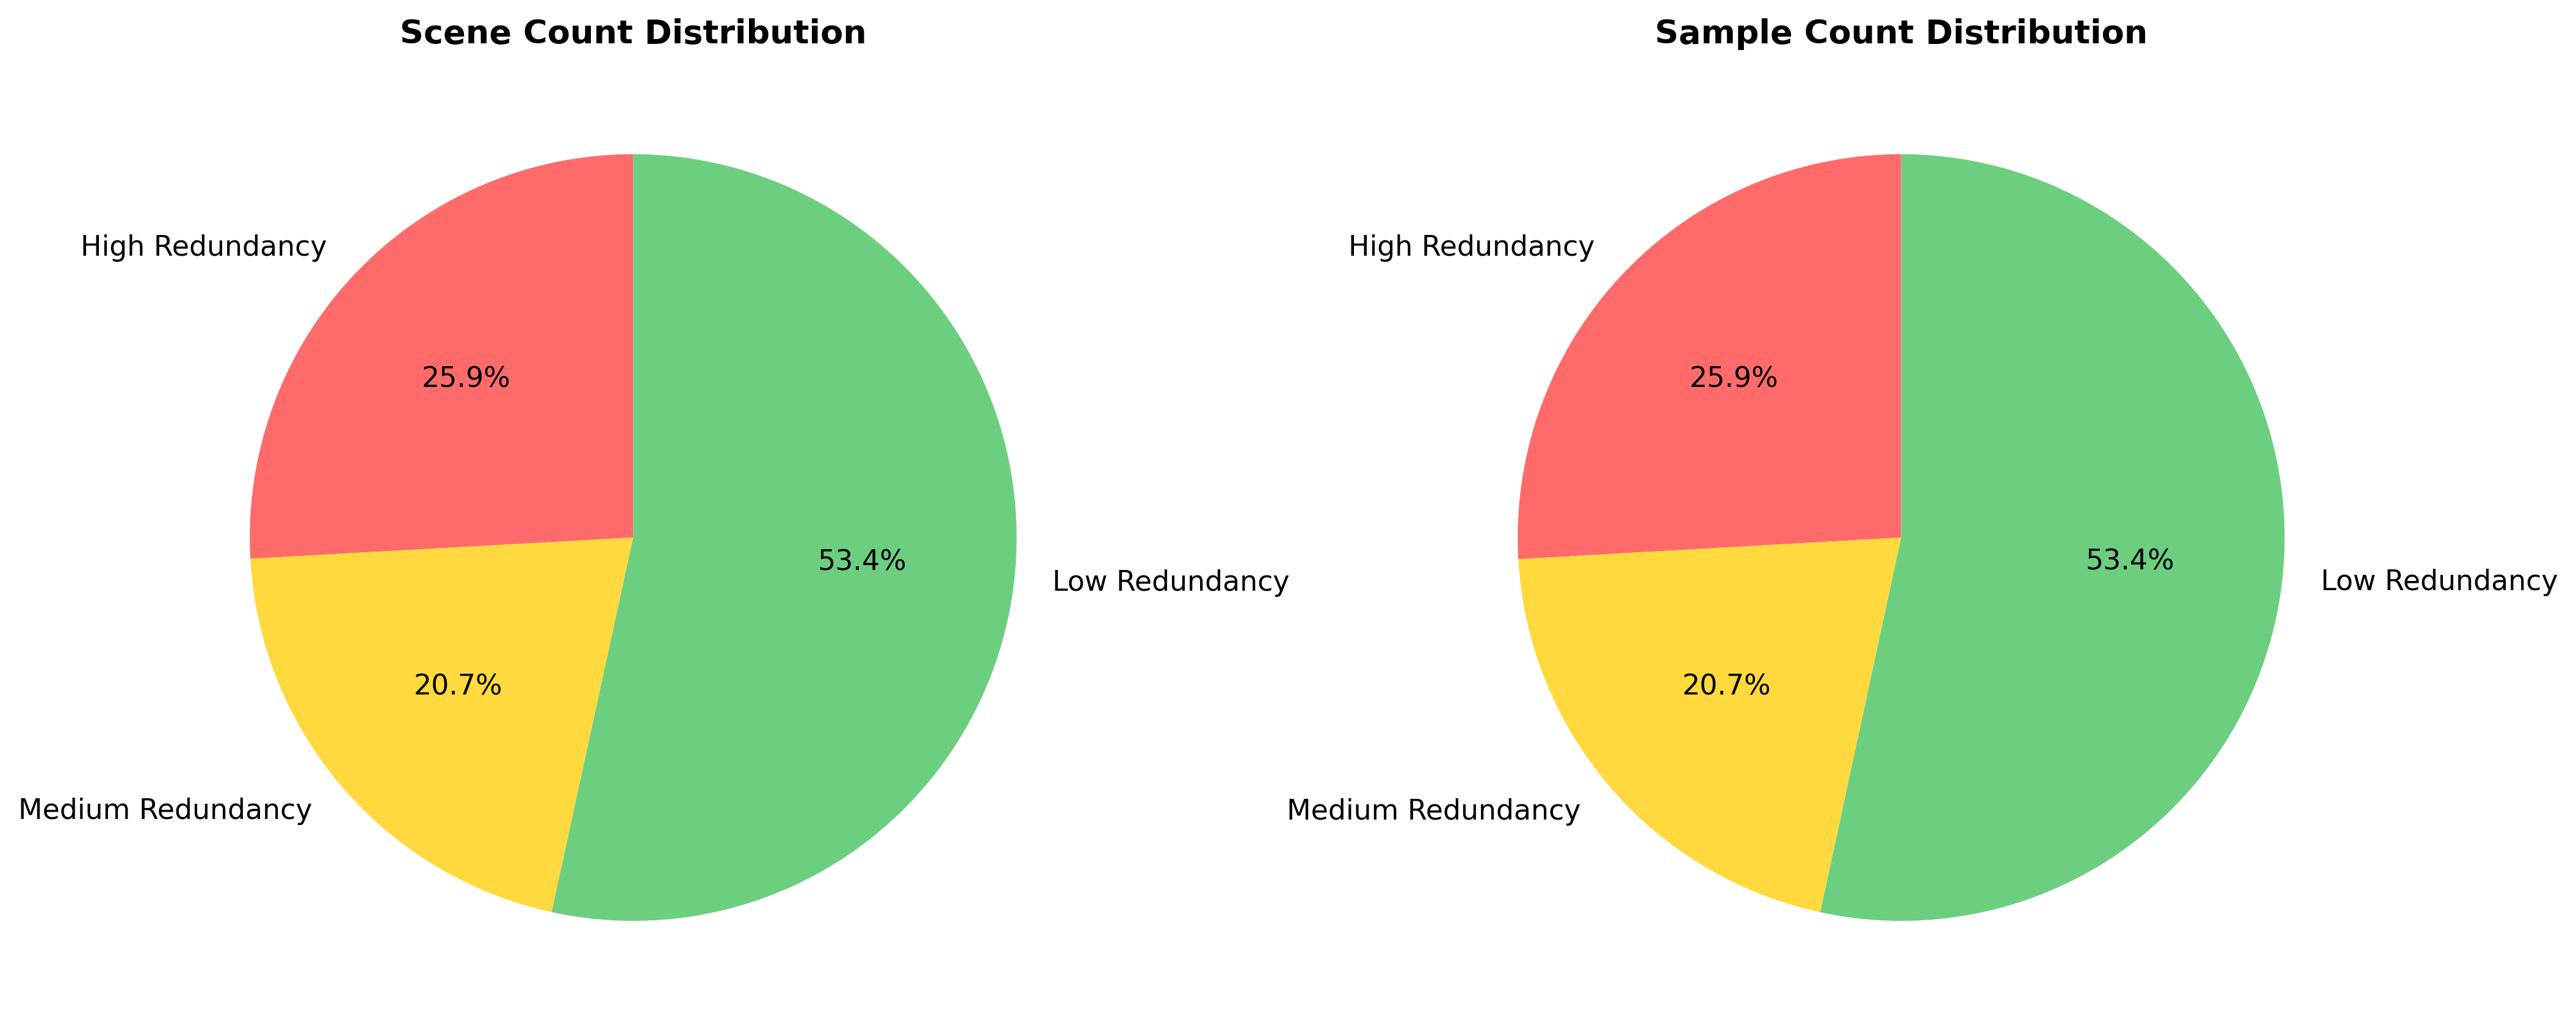 Scene Count Distribution
High Redundancy
25.9%
53.4%
Low Redundancy
20.7%
Medium Redundancy
Sample Count Distribution
High Redundancy
25.9%
53.4%
Low Redundancy
20.7%
Medium Redundancy